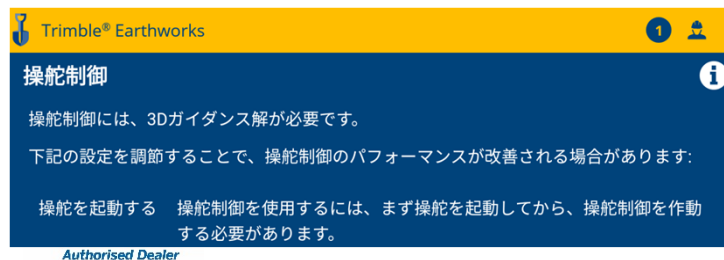 Trimble® Earthworks
1
操舵制御
i
操舵制御には、3Dガイダンス解が必要です。
下記の設定を調節することで、操舵制御のパフォーマンスが改善される場合があります:
操舵を起動する 操舵制御を使用するには、まず操舵を起動してから、操舵制御を作動
する必要があります。
Authorised Dealer